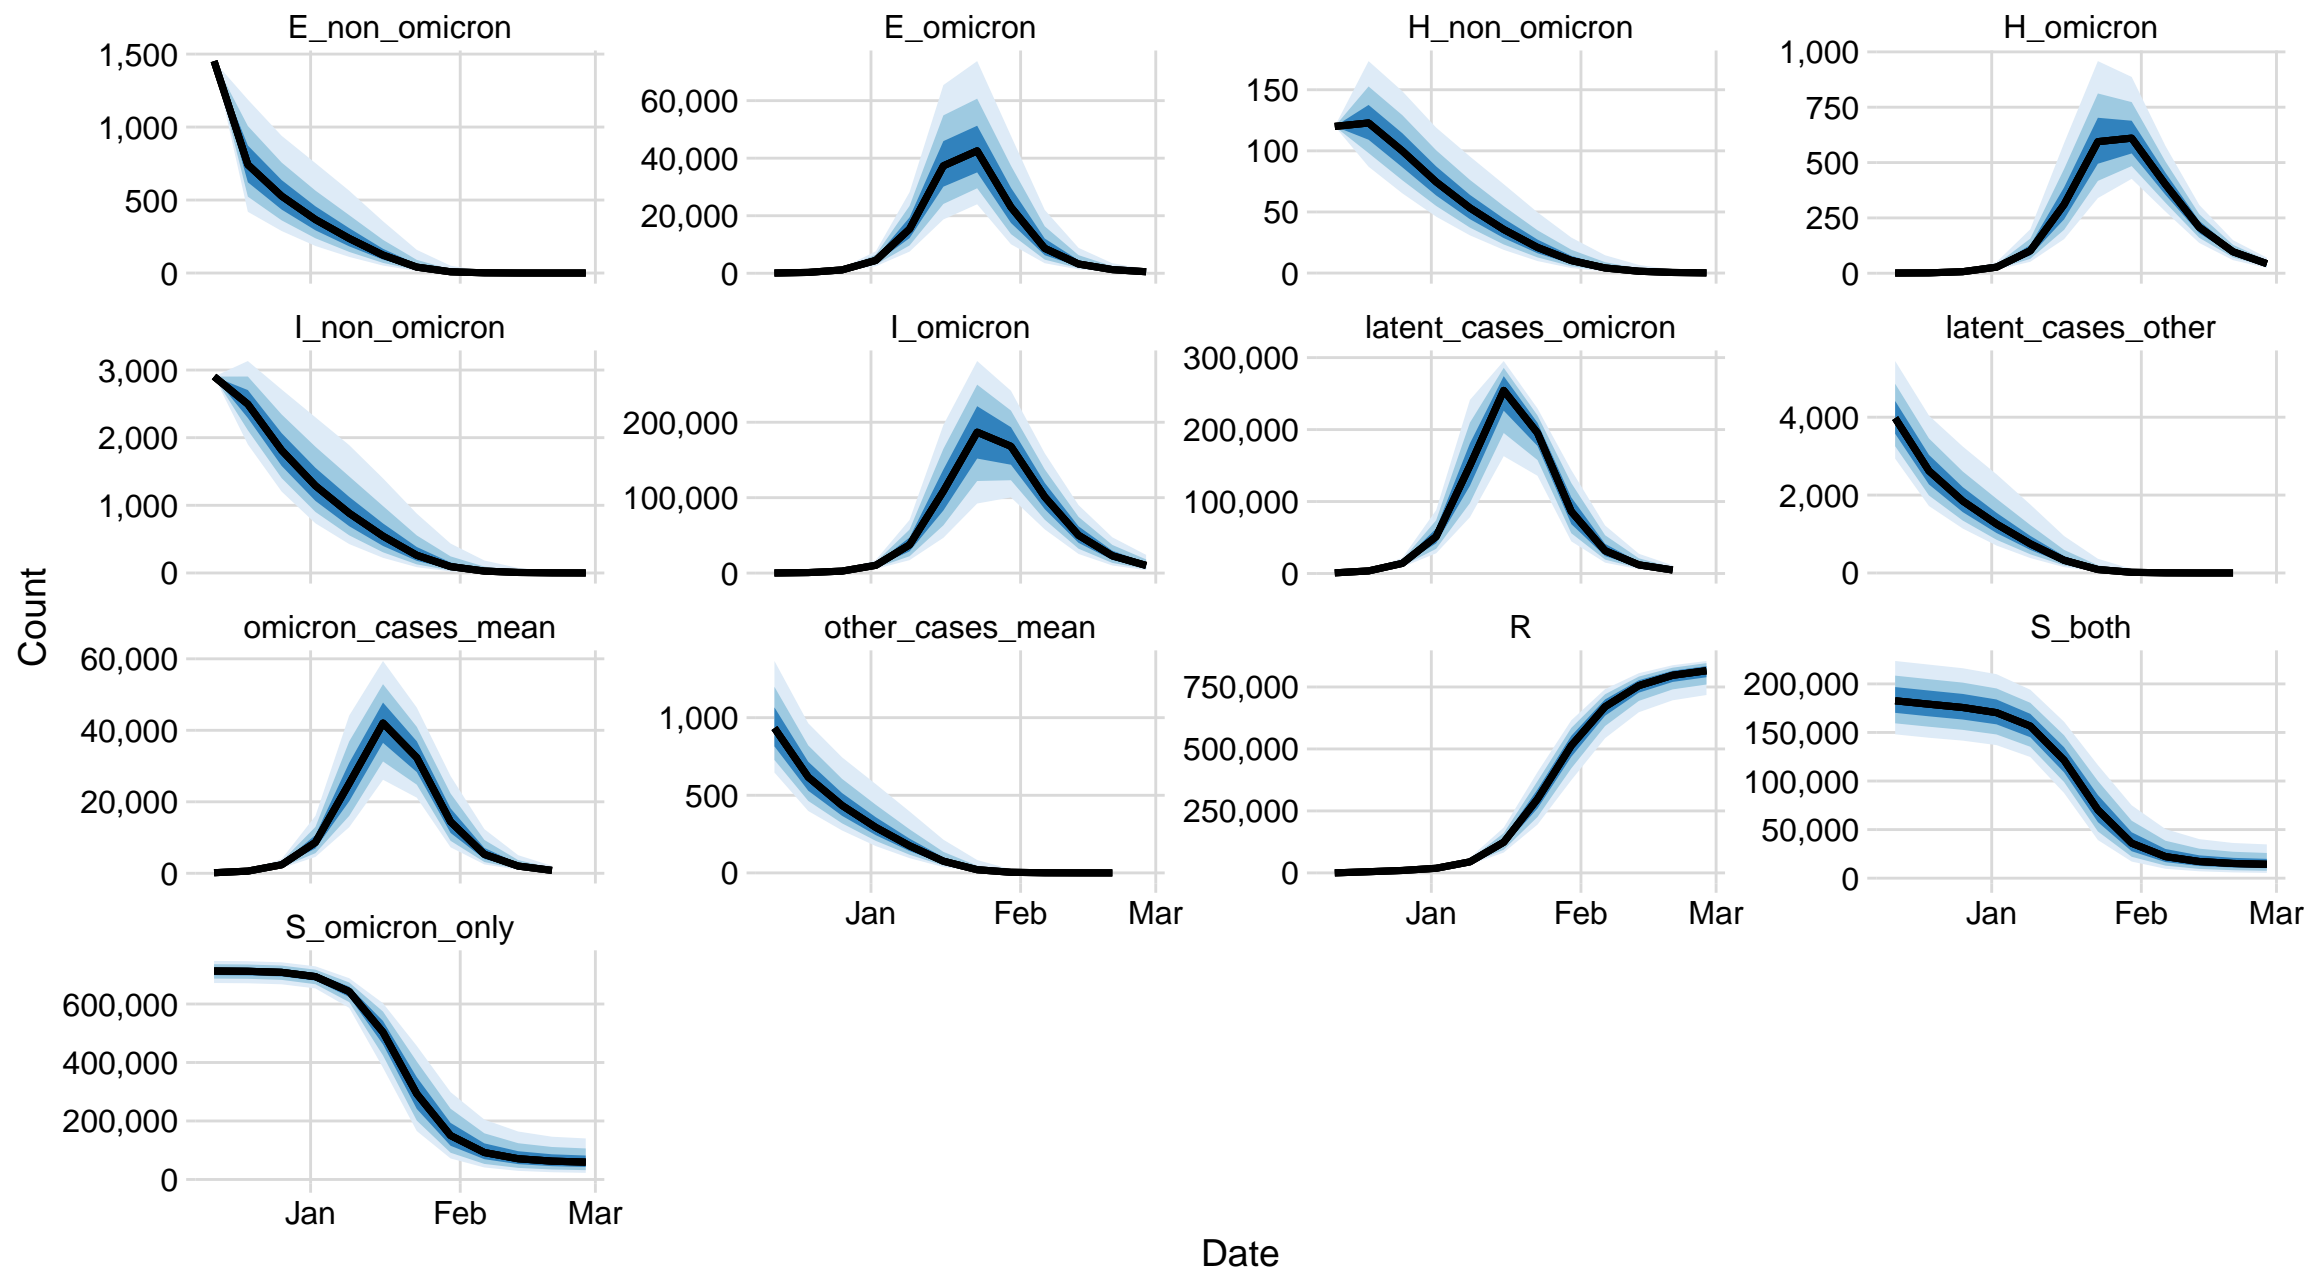 E_non_omicron
1,500
1,000
500
0
E_omicron
60,000
40,000
20,000
0
H_non_omicron
150
100
50
0
H_omicron
1,000
750
500
250
0
I_non_omicron
3,000
2,000
1,000
0
I_omicron
200,000
100,000
0
latent_cases_omicron
300,000
200,000
100,000
0
latent_cases_other
4,000
2,000
0
Count
omicron_cases_mean
60,000
40,000
20,000
0
other_cases_mean
1,000
500
0
Jan Feb Mar
R
750,000
500,000
250,000
0
Jan Feb Mar
S_both
200,000
150,000
100,000
50,000
0
Jan Feb Mar
S_omicron_only
600,000
400,000
200,000
0
Jan Feb Mar
Date